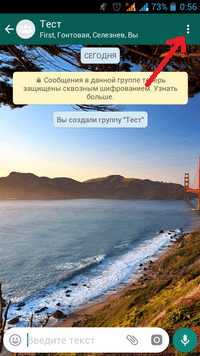 73% 0:56
Тест
First, Гонтовая, Селезнев, Вы
СЕГОДНЯ
Сообщения в данной группе теперь
защищены сквозным шифрованием. Узнать
больше.
Вы создали группу "Тест"
Введите текст